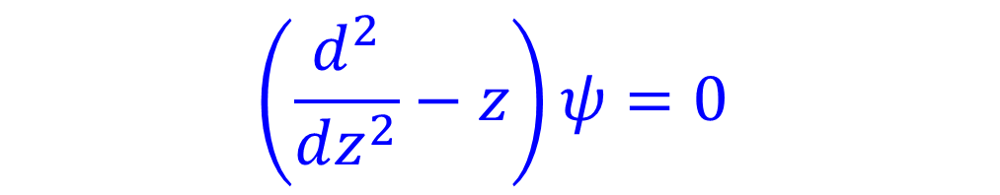 (d²/dz² − z) ψ = 0